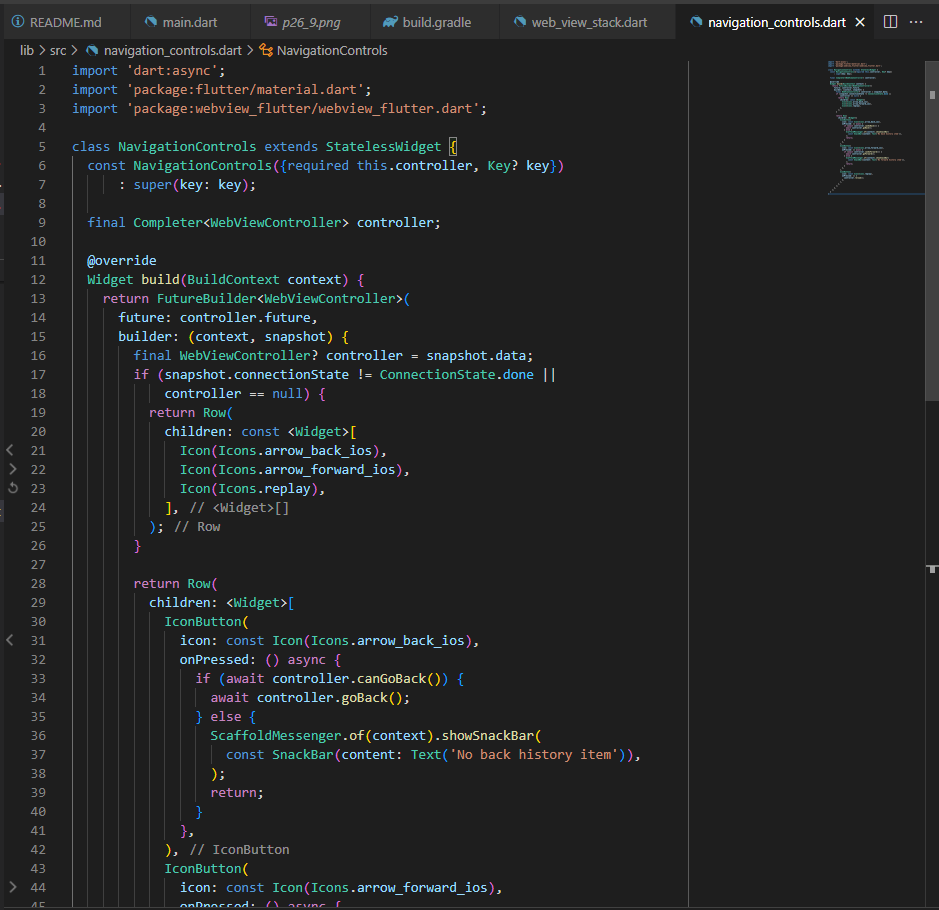 README.md main.dart p26_9.png build.gradle web_view_stack.dart navigation_controls.dart
lib > src > navigation_controls.dart > NavigationControls
1 import 'dart:async';
2 import 'package:flutter/material.dart';
3 import 'package:webview_flutter/webview_flutter.dart';
4
5 class NavigationControls extends StatelessWidget {
6   const NavigationControls({required this.controller, Key? key})
7       : super(key: key);
8
9   final Completer<WebViewController> controller;
10
11   @override
12   Widget build(BuildContext context) {
13     return FutureBuilder<WebViewController>(
14       future: controller.future,
15       builder: (context, snapshot) {
16         final WebViewController? controller = snapshot.data;
17         if (snapshot.connectionState != ConnectionState.done ||
18             controller == null) {
19           return Row(
20             children: const <Widget>[
21               Icon(Icons.arrow_back_ios),
22               Icon(Icons.arrow_forward_ios),
23               Icon(Icons.replay),
24             ], // <Widget>[]
25           ); // Row
26         }
27
28         return Row(
29           children: <Widget>[
30             IconButton(
31               icon: const Icon(Icons.arrow_back_ios),
32               onPressed: () async {
33                 if (await controller.canGoBack()) {
34                   await controller.goBack();
35                 } else {
36                   ScaffoldMessenger.of(context).showSnackBar(
37                     const SnackBar(content: Text('No back history item')),
38                   );
39                   return;
40                 }
41               },
42             ), // IconButton
43             IconButton(
44               icon: const Icon(Icons.arrow_forward_ios),
45               onPressed: () async {